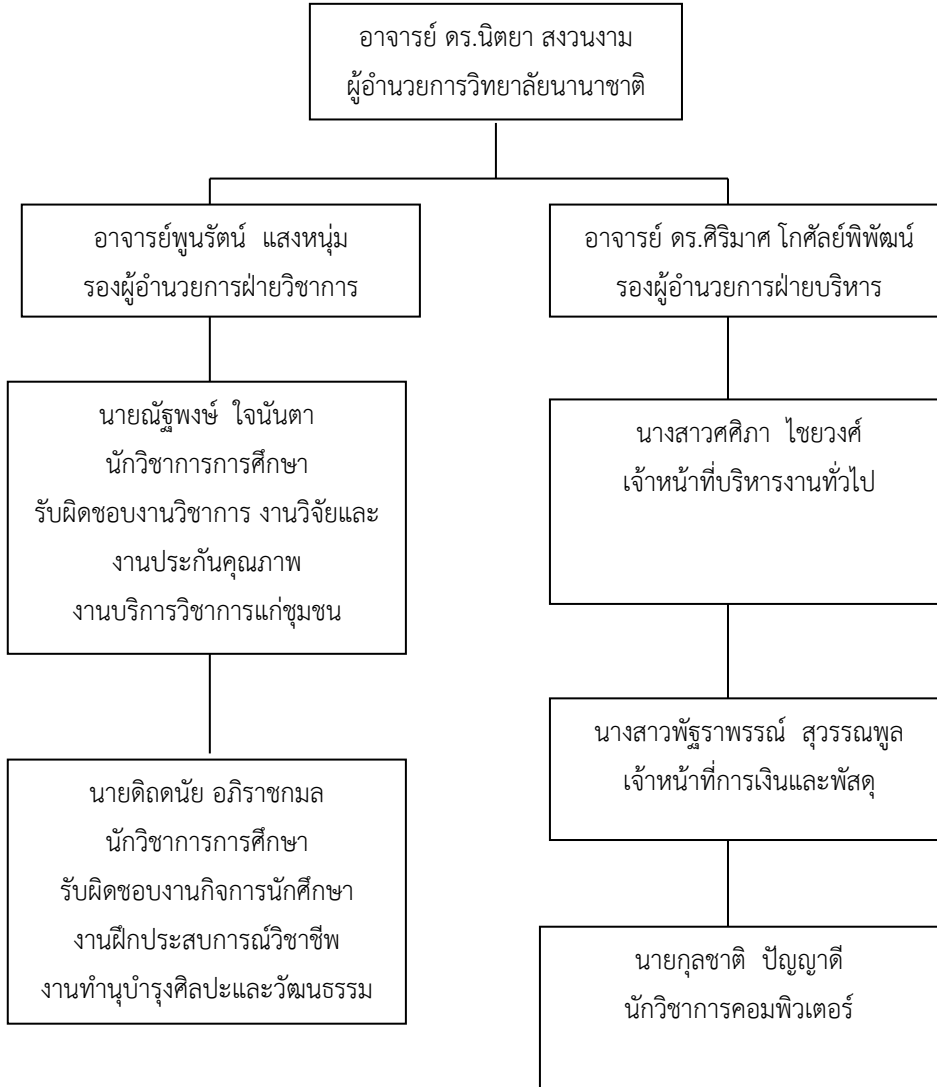 อาจารย์ ดร.นิตยา สงวนงาม
ผู้อำนวยการวิทยาลัยนานาชาติ
อาจารย์พูนรัตน์ แสงหนุ่ม
รองผู้อำนวยการฝ่ายวิชาการ
อาจารย์ ดร.ศิริมาศ โกศัลย์พิพัฒน์
รองผู้อำนวยการฝ่ายบริหาร
นายณัฐพงษ์ ใจนันตา
นักวิชาการการศึกษา
รับผิดชอบงานวิชาการ งานวิจัยและ
งานประกันคุณภาพ
งานบริการวิชาการแก่ชุมชน
นางสาวศศิภา ไชยวงศ์
เจ้าหน้าที่บริหารงานทั่วไป
นายดิถดนัย อภิราชกมล
นักวิชาการการศึกษา
รับผิดชอบงานกิจการนักศึกษา
งานฝึกประสบการณ์วิชาชีพ
งานทำนุบำรุงศิลปะและวัฒนธรรม
นางสาวพัฐราพรรณ์ สุวรรณพูล
เจ้าหน้าที่การเงินและพัสดุ
นายกุลชาติ ปัญญาดี
นักวิชาการคอมพิวเตอร์